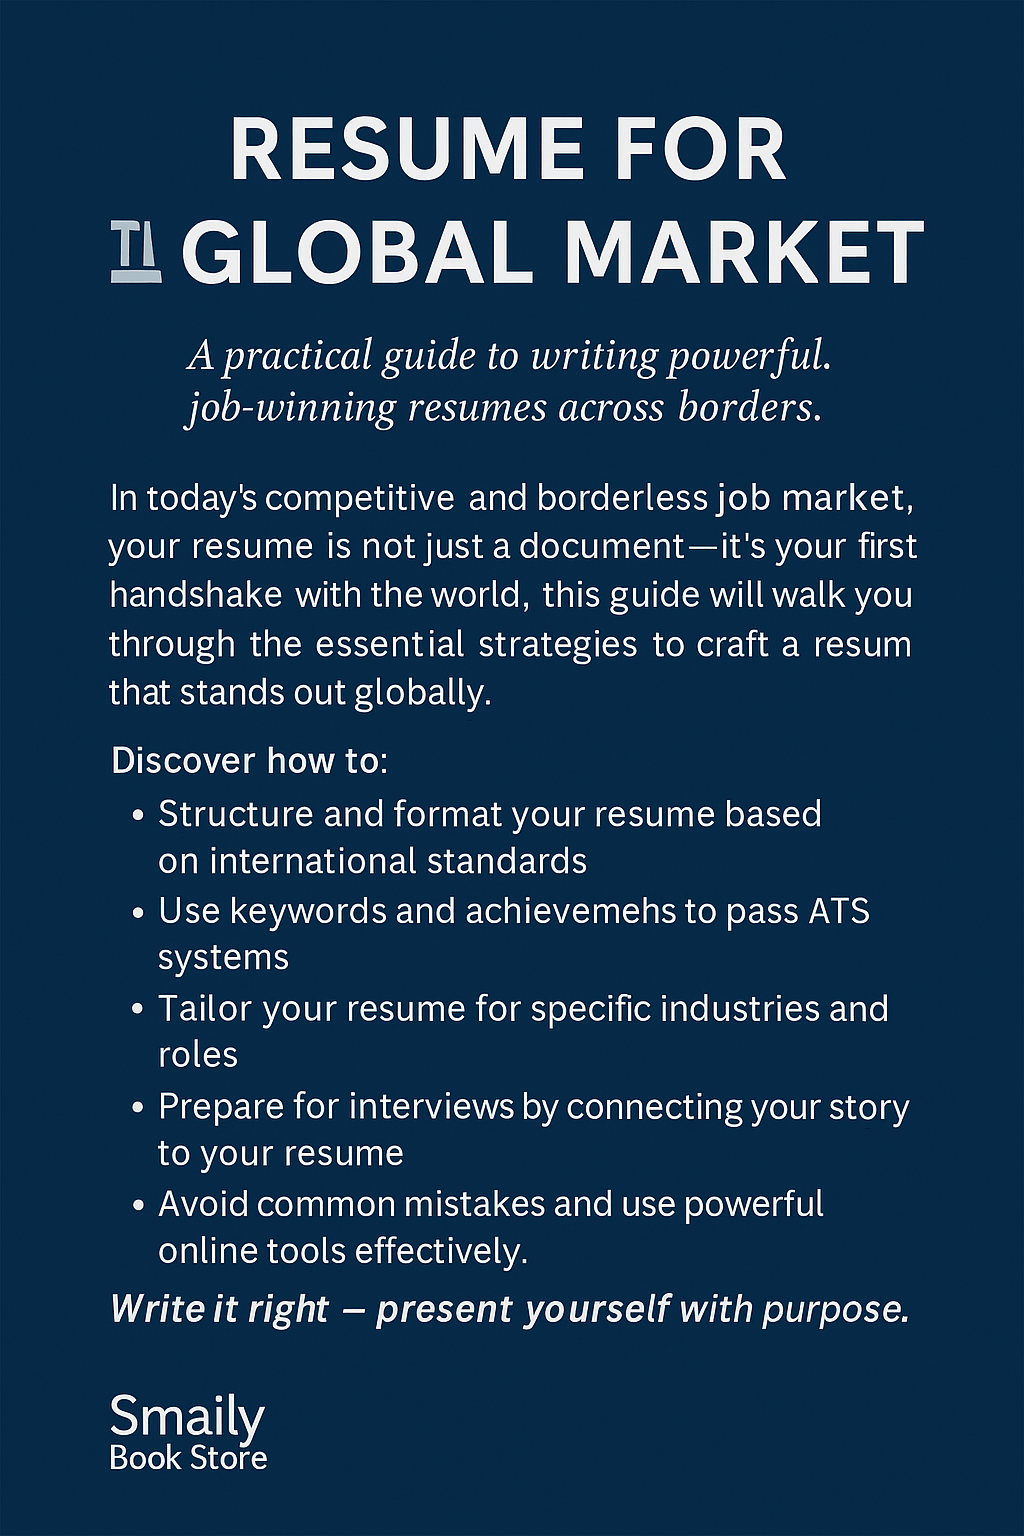 RESUME FOR
GLOBAL MARKET
A practical guide to writing powerful.
job-winning resumes across borders.
In today's competitive and borderless job market,
your resume is not just a document—it's your first
handshake with the world, this guide will walk you
through the essential strategies to craft a resum
that stands out globally.
Discover how to:
• Structure and format your resume based
on international standards
• Use keywords and achievemehs to pass ATS
systems
• Tailor your resume for specific industries and
roles
• Prepare for interviews by connecting your story
to your resume
• Avoid common mistakes and use powerful
online tools effectively.
Write it right – present yourself with purpose.
Smaily
Book Store